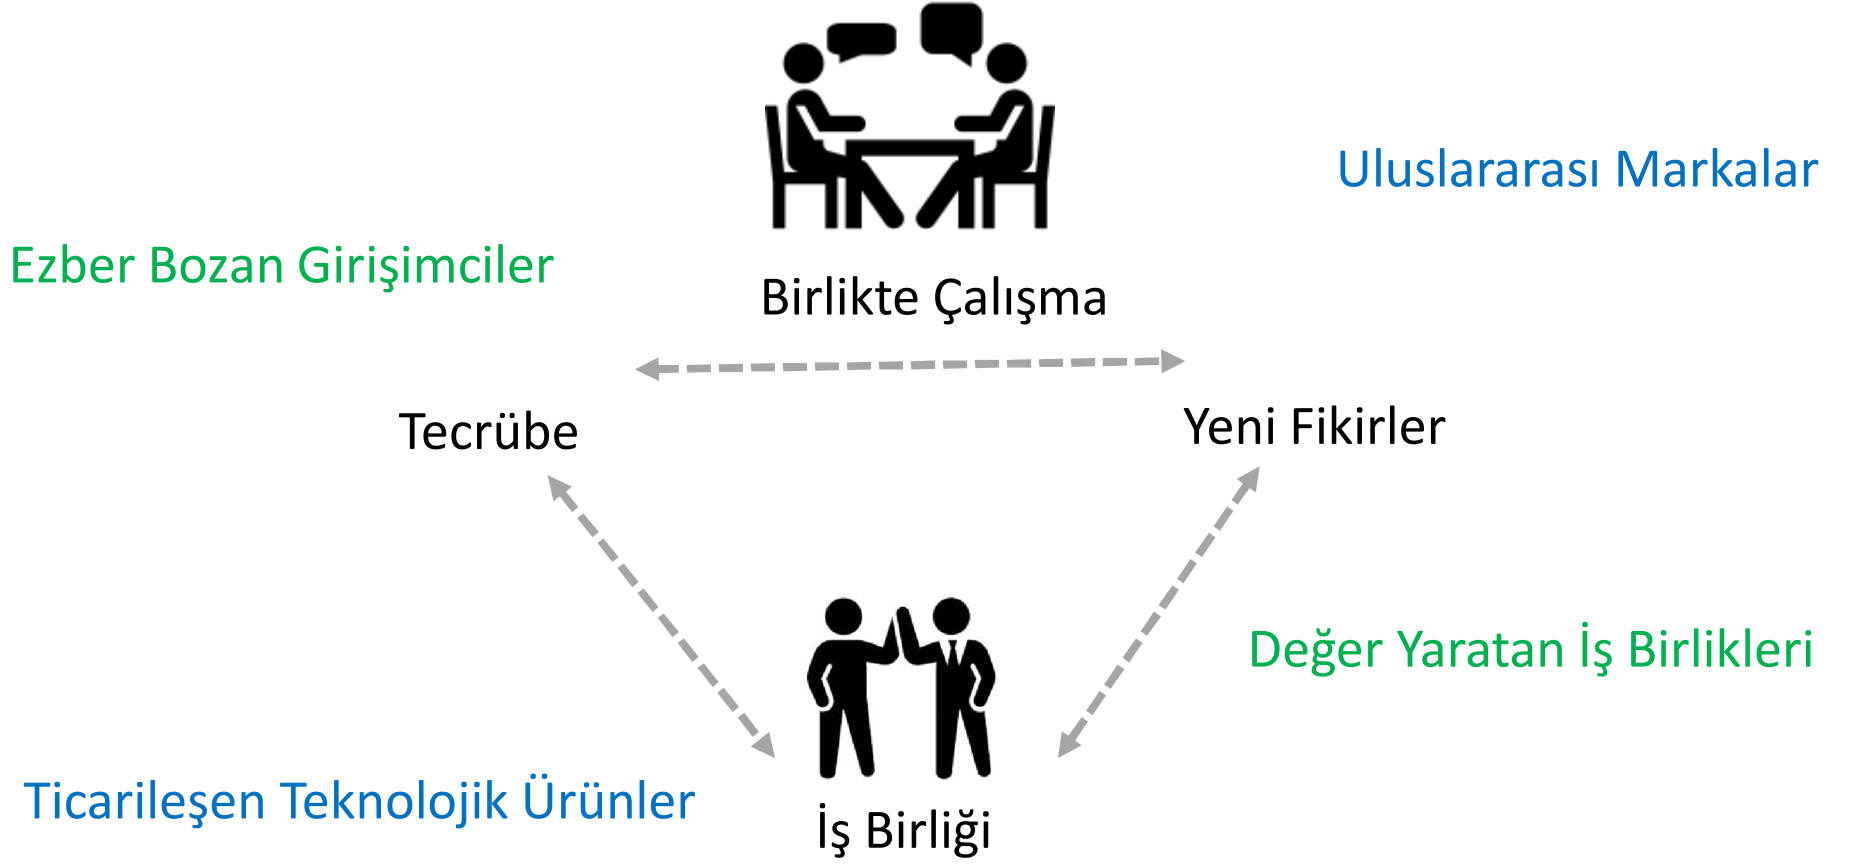 Uluslararası Markalar
Ezber Bozan Girişimciler
Birlikte Çalışma
Tecrübe
Yeni Fikirler
Değer Yaratan İş Birlikleri
Ticarileşen Teknolojik Ürünler
İş Birliği